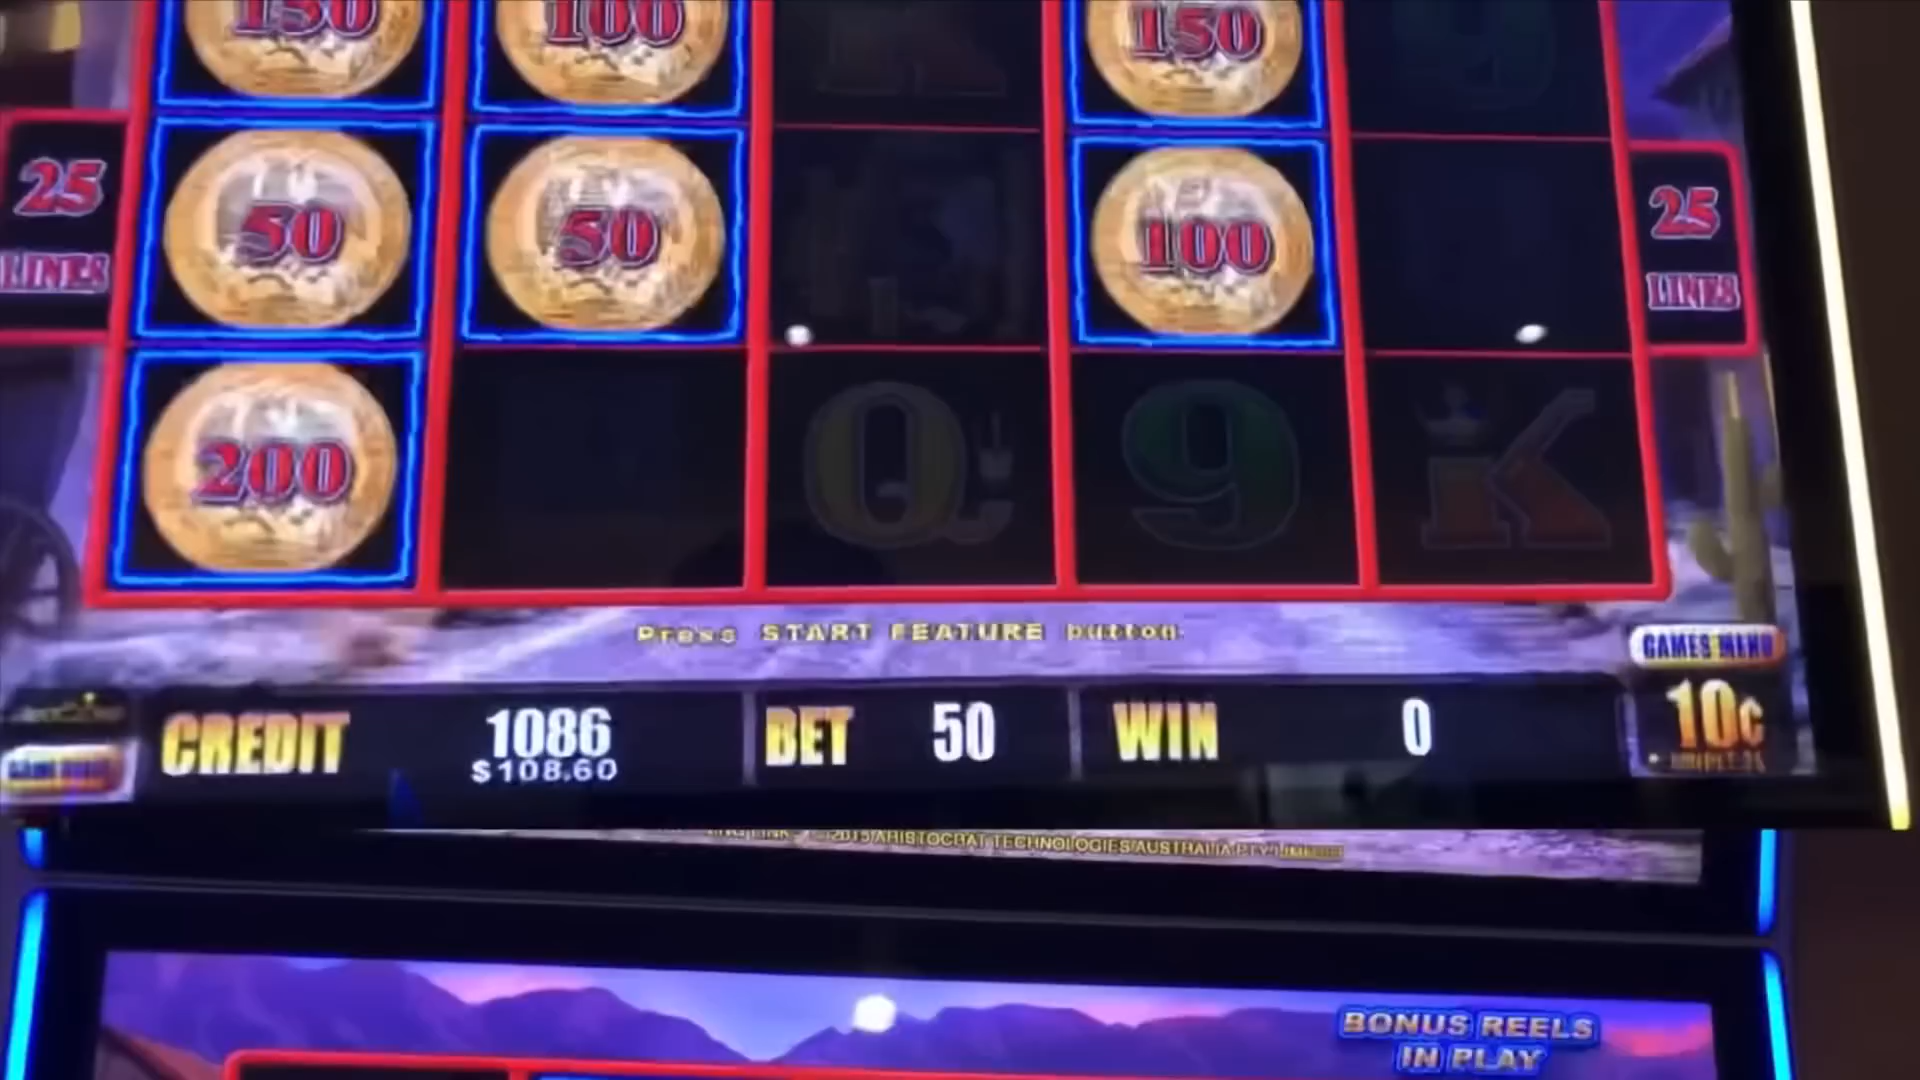 150 100 150
K 9
25 50 50 100 25
LINES LINES
200 Q 9 K
Press START FEATURE button.
GAMES MENU
CREDIT 1086 BET 50 WIN 0 10¢
$108.60
©2015 ARISTOCRAT TECHNOLOGIES AUSTRALIA PTY LIMITED
BONUS REELS
IN PLAY